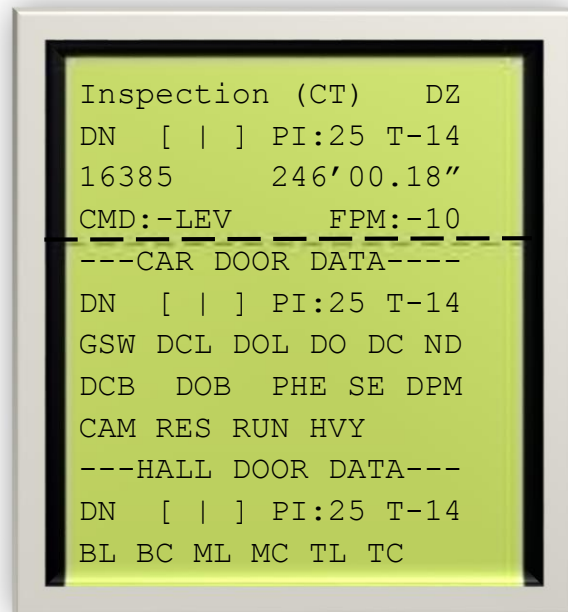 Inspection (CT) DZ
DN [ | ] PI:25 T-14
16385 246’00.18”
CMD:-LEV FPM:-10
---CAR DOOR DATA----
DN [ | ] PI:25 T-14
GSW DCL DOL DO DC ND
DCB DOB PHE SE DPM
CAM RES RUN HVY
---HALL DOOR DATA---
DN [ | ] PI:25 T-14
BL BC ML MC TL TC